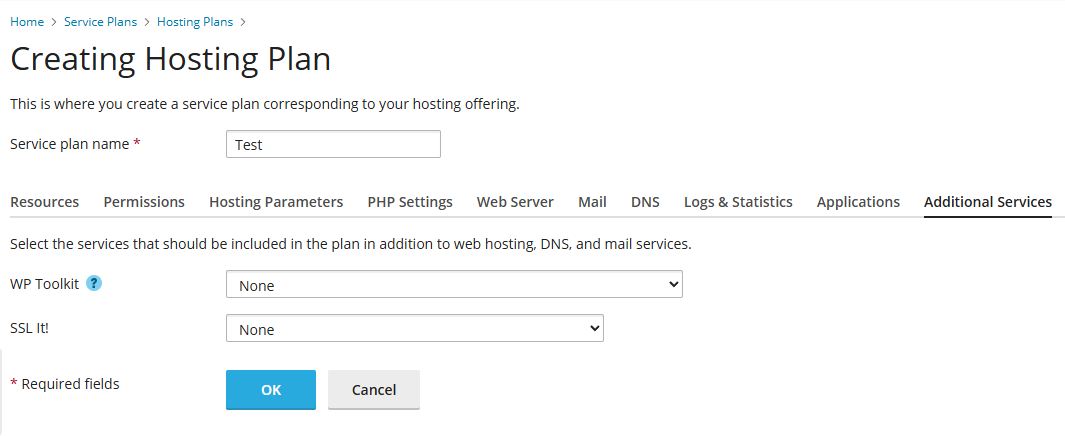 Home > Service Plans > Hosting Plans >
Creating Hosting Plan
This is where you create a service plan corresponding to your hosting offering.
Service plan name * Test
Resources Permissions Hosting Parameters PHP Settings Web Server Mail DNS Logs & Statistics Applications Additional Services
Select the services that should be included in the plan in addition to web hosting, DNS, and mail services.
WP Toolkit ? None
SSL It! None
* Required fields OK Cancel